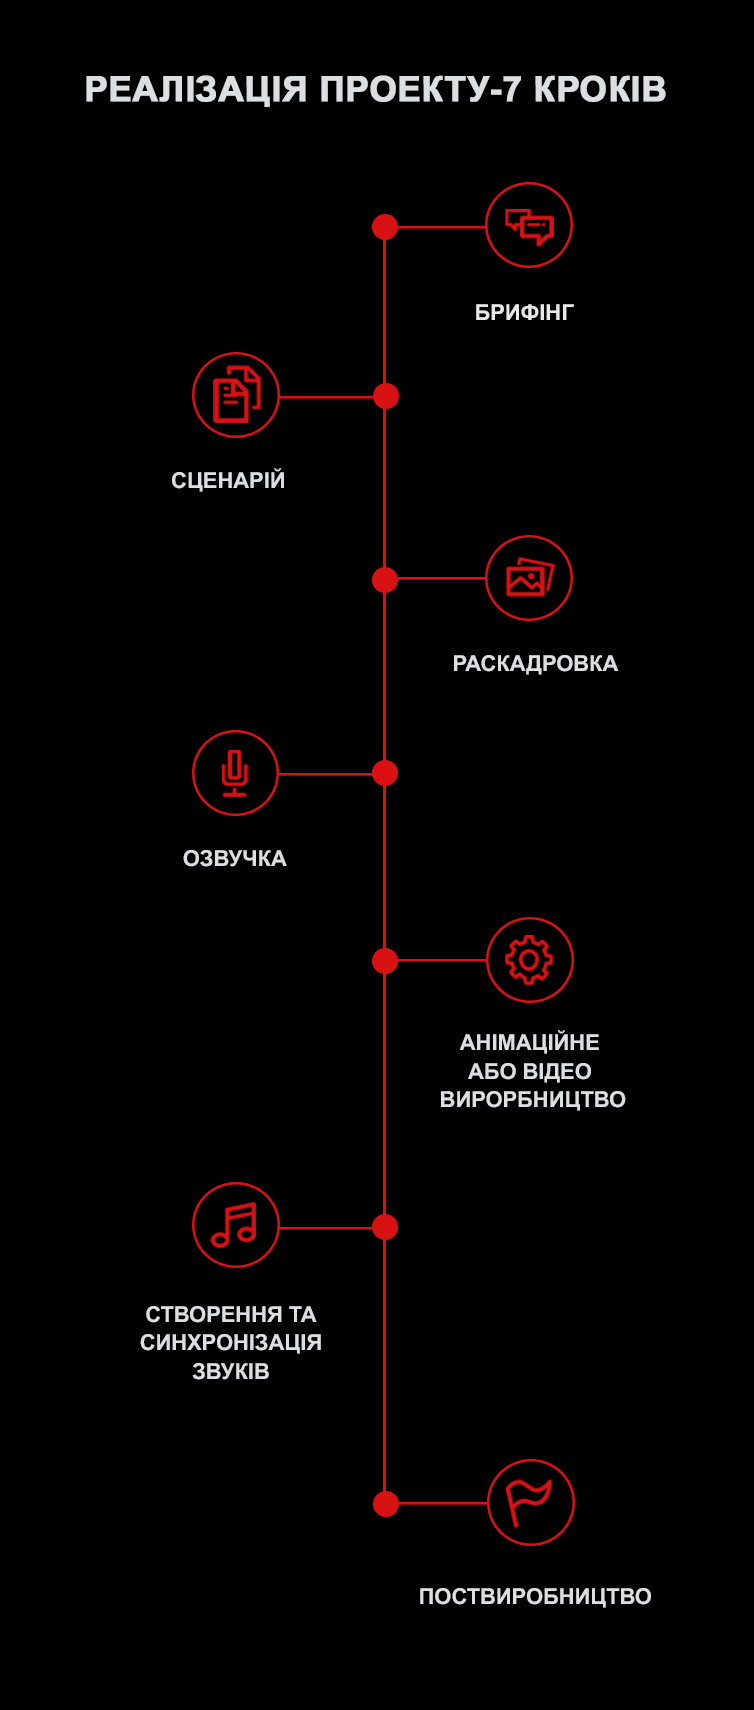 РЕАЛІЗАЦІЯ ПРОЕКТУ-7 КРОКІВ
БРИФІНГ
СЦЕНАРІЙ
РАСКАДРОВКА
ОЗВУЧКА
АНІМАЦІЙНЕ
АБО ВІДЕО
ВИРОРБНИЦТВО
СТВОРЕННЯ ТА
СИНХРОНІЗАЦІЯ
ЗВУКІВ
ПОСТВИРОБНИЦТВО